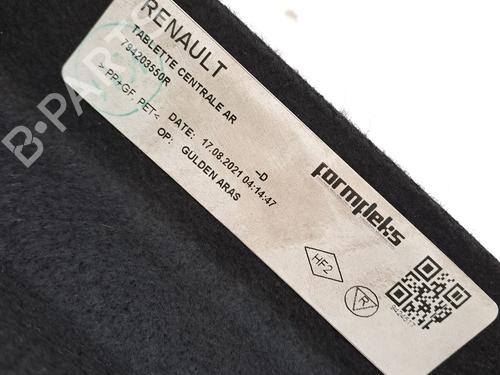 RENAULT
TABLETTE CENTRALE AR
794203550R
>PP+GF, PET<
DATE: 17.08.2021 04:14:47
-D
OP: GULDEN ARAS
formfleks
HF2
R
B-PARTS